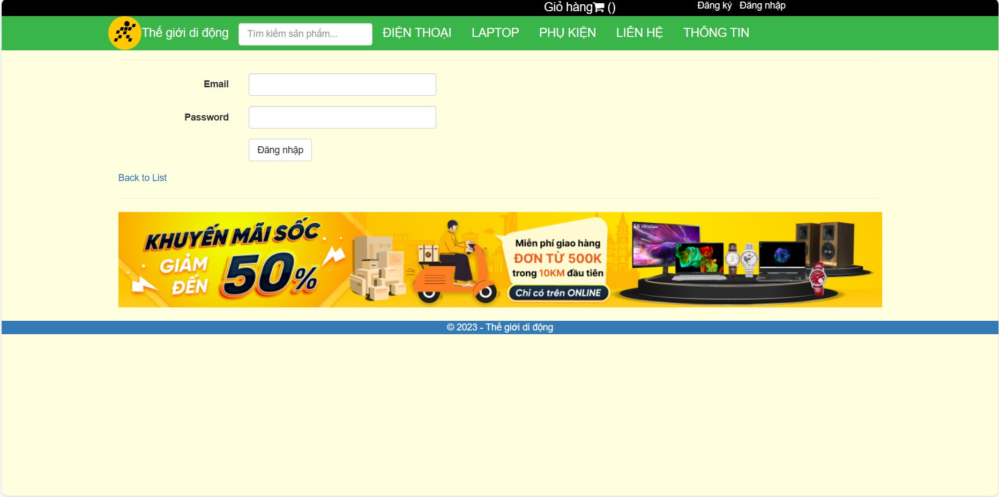 Giỏ hàng ()
Đăng ký Đăng nhập
Thế giới di động
Tìm kiếm sản phẩm...
ĐIỆN THOẠI LAPTOP PHỤ KIỆN LIÊN HỆ THÔNG TIN
Email
Password
Đăng nhập
Back to List
KHUYẾN MÃI SỐC
GIẢM
ĐẾN
50%
Miễn phí giao hàng
ĐƠN TỪ 500K
trong 10KM đầu tiên
Chỉ có trên ONLINE
LG UltraGear
© 2023 - Thế giới di động